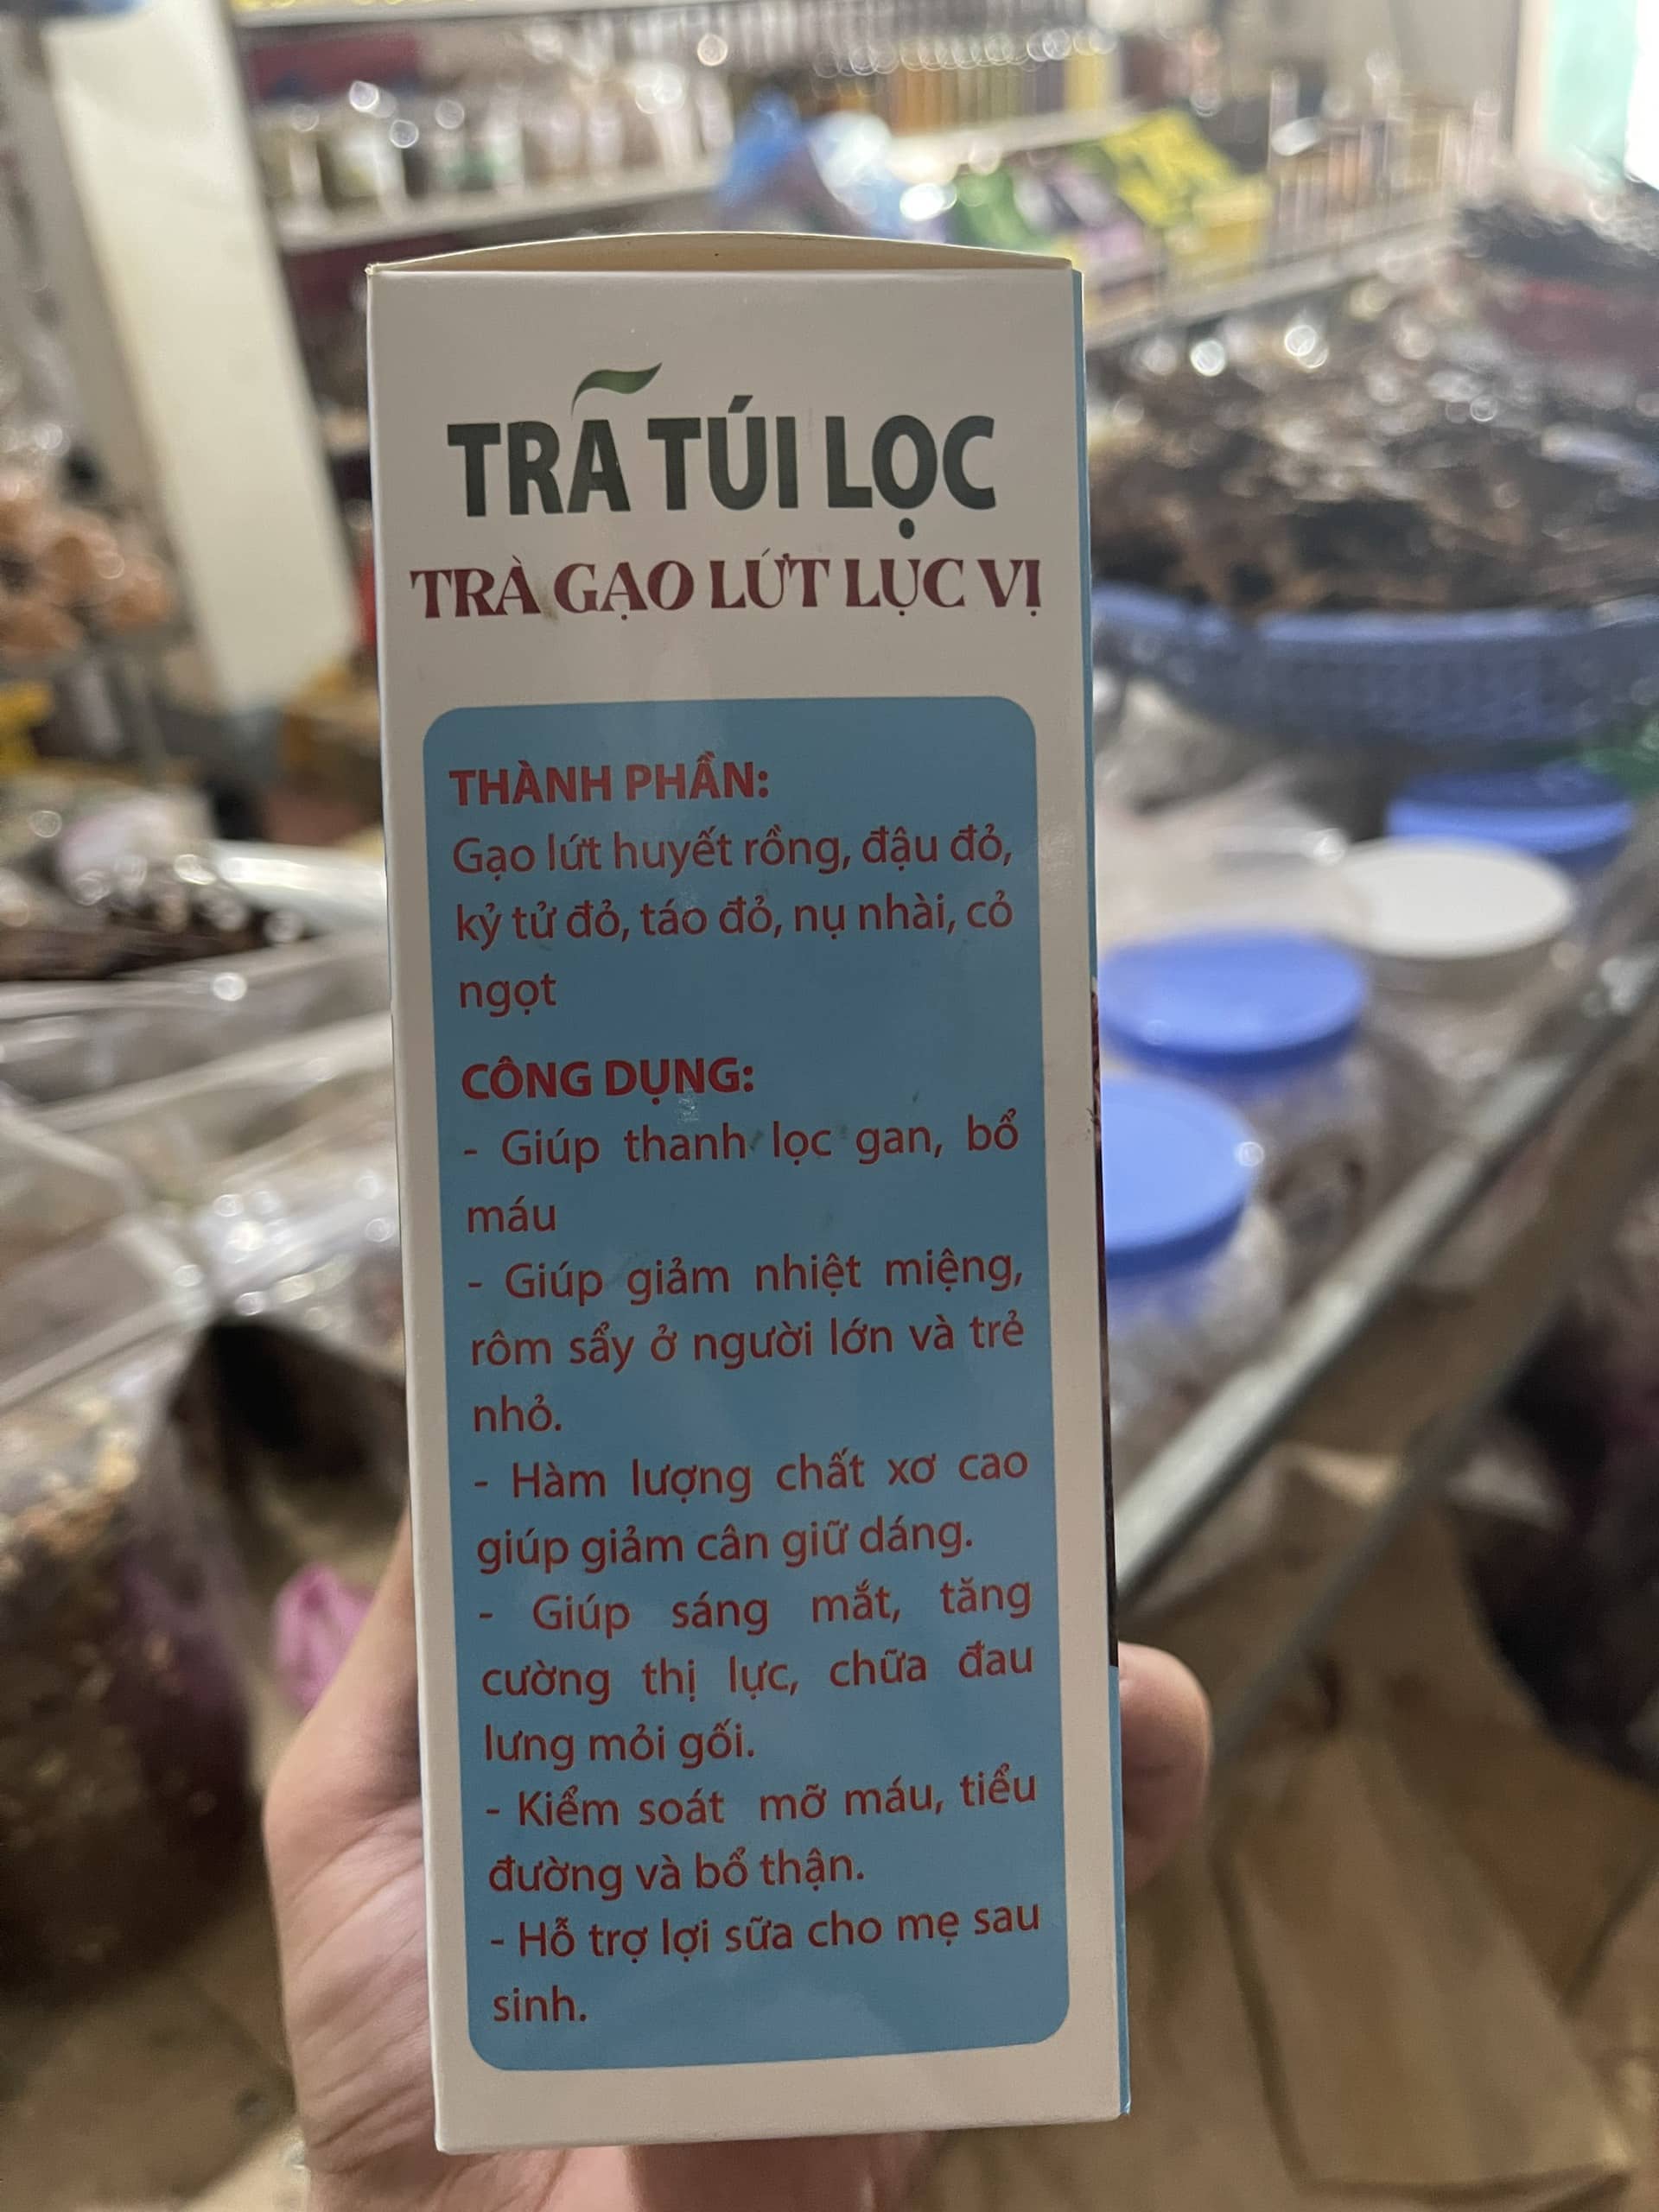 TRÀ TÚI LỌC
TRÀ GẠO LỨT LỤC VỊ
THÀNH PHẦN:
Gạo lứt huyết rồng, đậu đỏ,
kỷ tử đỏ, táo đỏ, nụ nhài, cỏ
ngọt
CÔNG DỤNG:
- Giúp thanh lọc gan, bổ
máu
- Giúp giảm nhiệt miệng,
rôm sẩy ở người lớn và trẻ
nhỏ.
- Hàm lượng chất xơ cao
giúp giảm cân giữ dáng.
- Giúp sáng mắt, tăng
cường thị lực, chữa đau
lưng mỏi gối.
- Kiểm soát mỡ máu, tiểu
đường và bổ thận.
- Hỗ trợ lợi sữa cho mẹ sau
sinh.